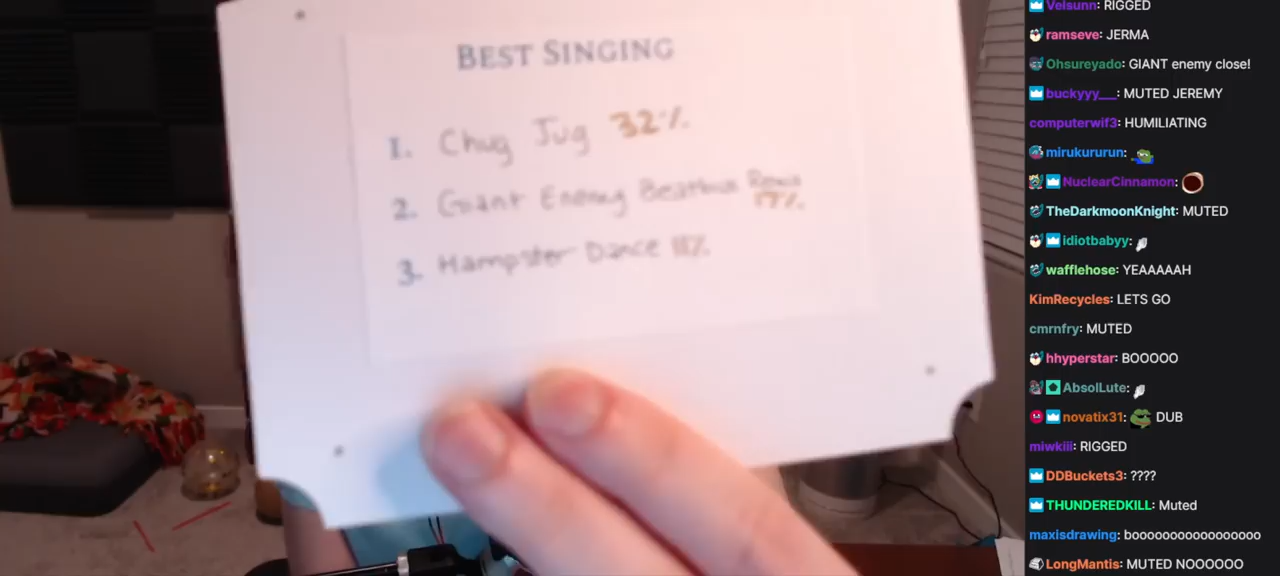 BEST SINGING
1. Chug Jug 32%
2. Giant Enemy Beatbox Remix 17%
3. Hampster Dance
Velsunn: RIGGED
ramseve: JERMA
Ohsureyado: GIANT enemy close!
buckyyy___: MUTED JEREMY
computerwif3: HUMILIATING
mirukururun:
NuclearCinnamon:
TheDarkmoonKnight: MUTED
idiotbabyy:
wafflehose: YEAAAAAH
KimRecycles: LETS GO
cmrnfry: MUTED
hhyperstar: BOOOOO
AbsolLute:
novatix31: DUB
miwkiii: RIGGED
DDBuckets3: ????
THUNDEREDKILL: Muted
maxisdrawing: booooooooooooooooo
LongMantis: MUTED NOOOOOO